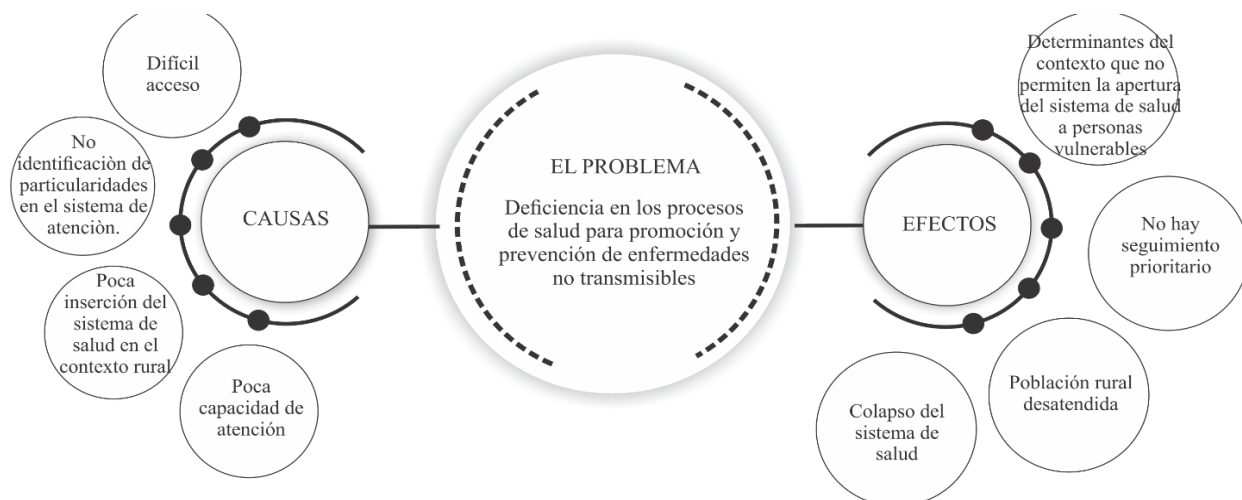 Difícil
acceso
No
identificaciòn de
particularidades
en el sistema de
atenciòn.
Poca
inserción del
sistema de
salud en el
contexto rural
Poca
capacidad de
atención
CAUSAS
EL PROBLEMA
Deficiencia en los procesos
de salud para promoción y
prevención de enfermedades
no transmisibles
EFECTOS
Determinantes del
contexto que no
permiten la apertura
del sistema de salud
a personas
vulnerables
No hay
seguimiento
prioritario
Población rural
desatendida
Colapso del
sistema de
salud